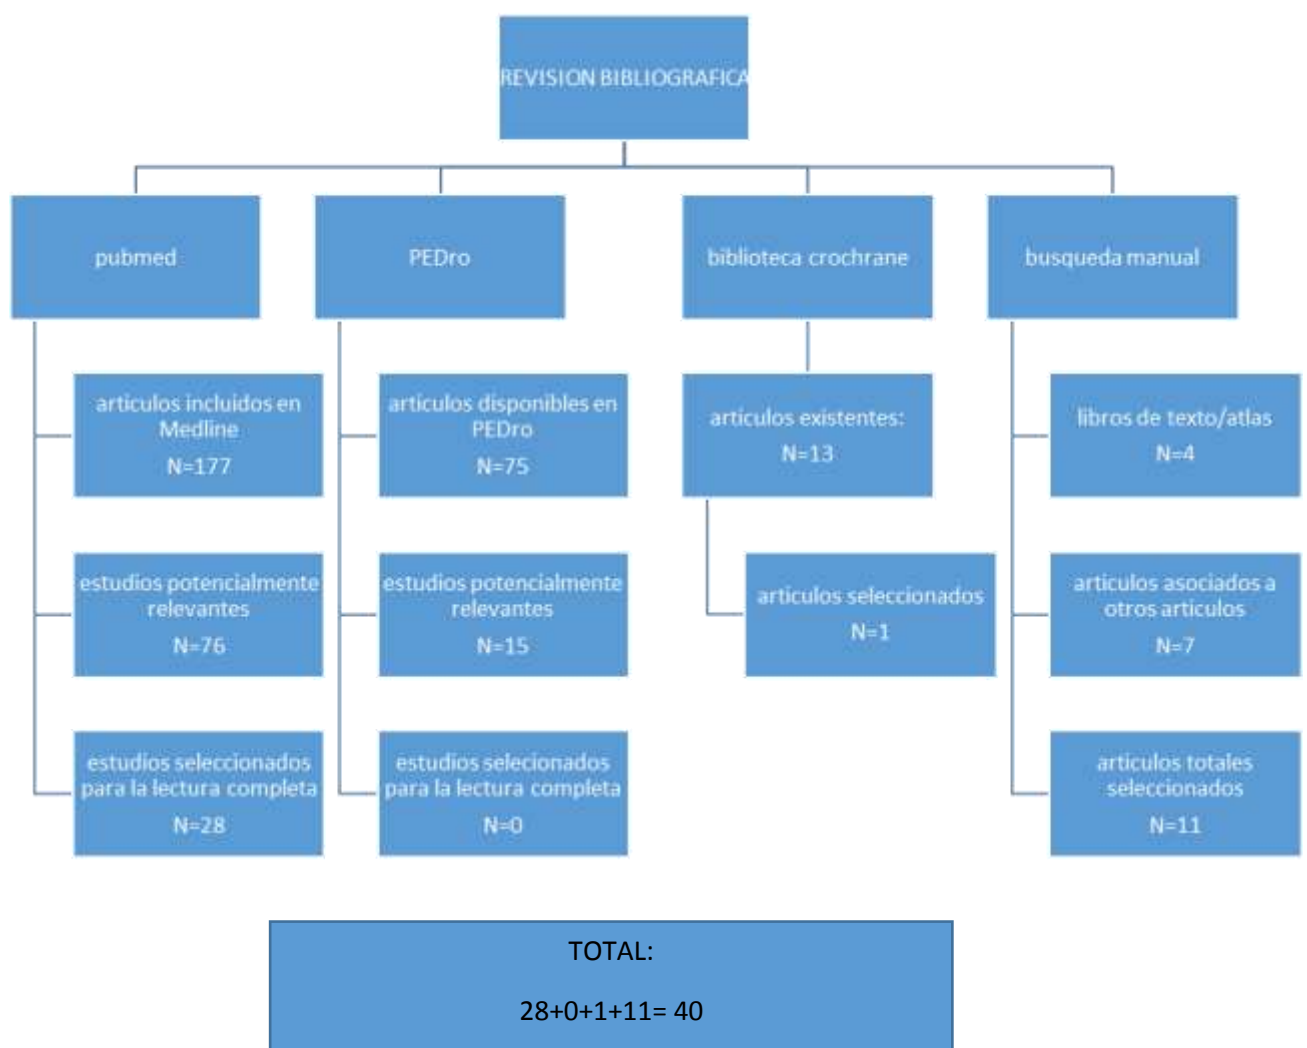 REVISION BIBLIOGRAFICA
pubmed
PEDro
biblioteca crochrane
busqueda manual
articulos incluidos en
Medline
N=177
articulos disponibles en
PEDro
N=75
articulos existentes:
N=13
libros de texto/atlas
N=4
estudios potencialmente
relevantes
N=76
estudios potencialmente
relevantes
N=15
articulos seleccionados
N=1
articulos asociados a
otros articulos
N=7
estudios seleccionados
para la lectura completa
N=28
estudios selecionados
para la lectura completa
N=0
articulos totales
seleccionados
N=11
TOTAL:
28+0+1+11= 40